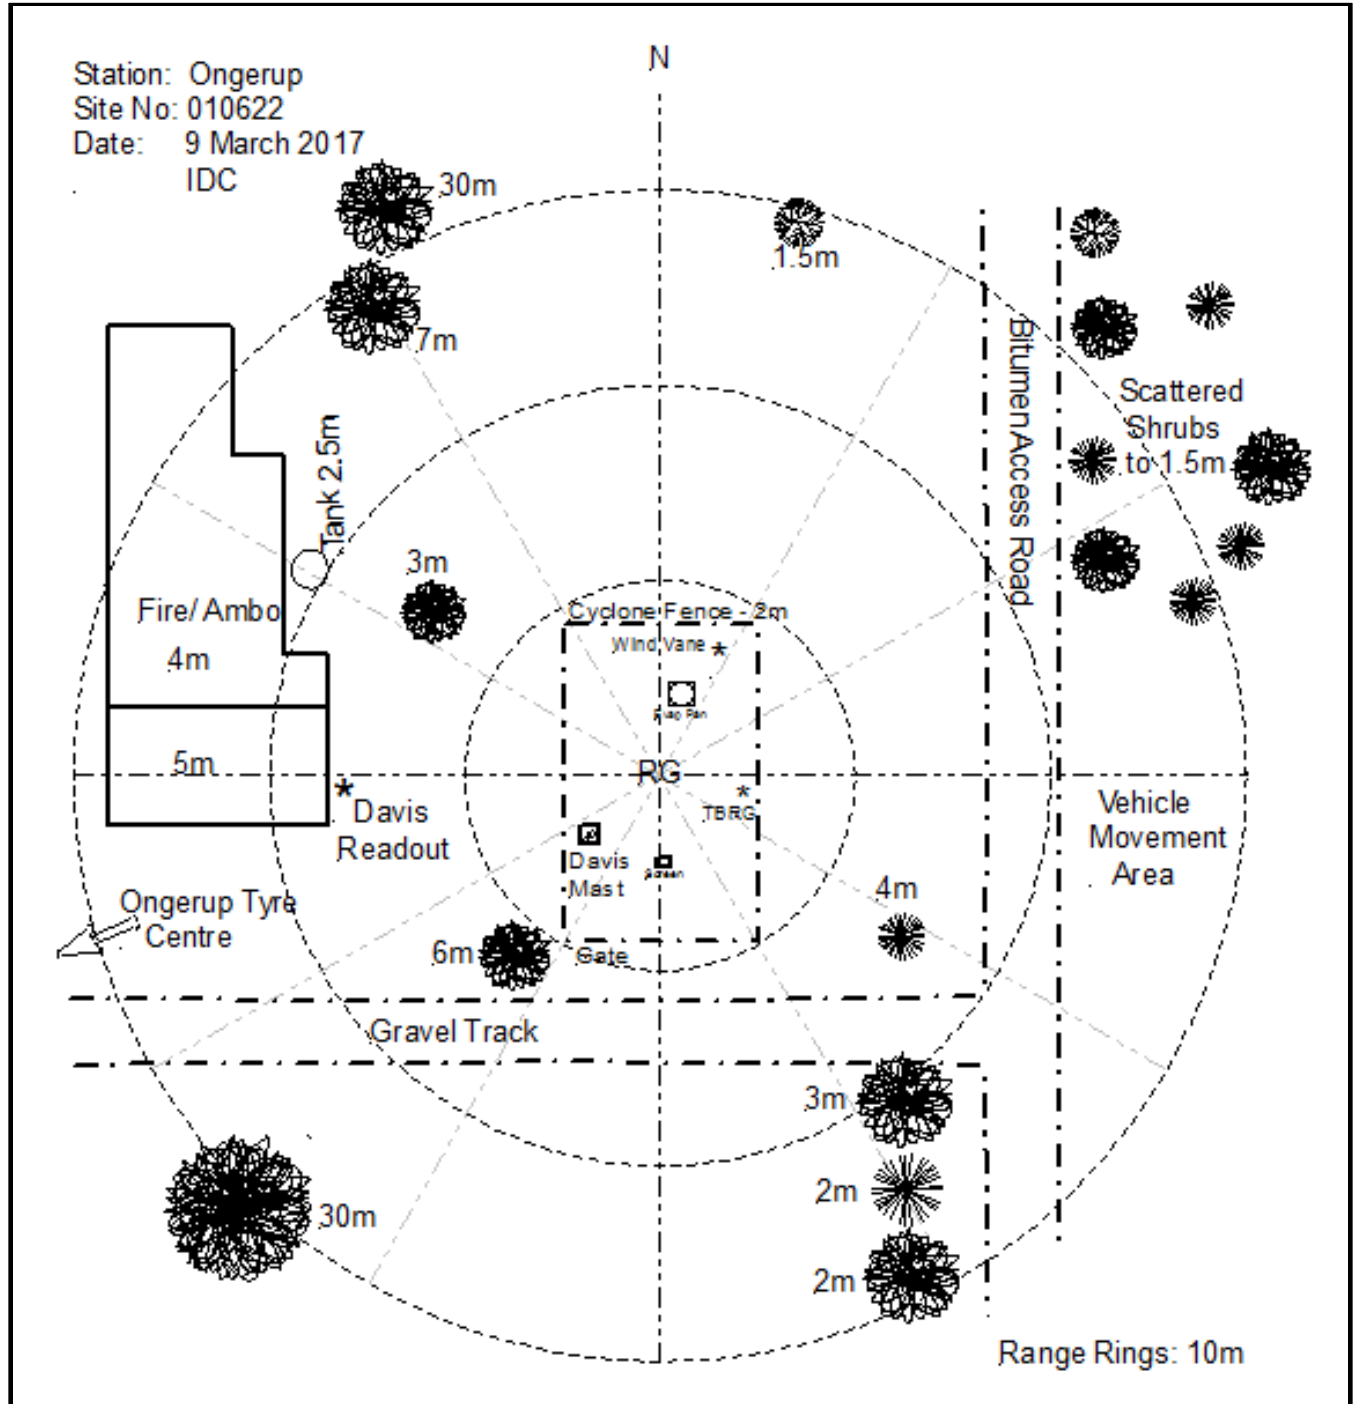 N
Station: Ongerup
Site No: 010622
Date: 9 March 2017
IDC
30m
1.5m
7m
Bitumen Access Road
Scattered
Shrubs
to 1.5m
Tank 2.5m
3m
Fire/ Ambo
4m
Cyclone Fence - 2m
Wind Vane
Evap Pan
5m
RG
TBRG
Davis
Readout
Vehicle
Movement
Area
Davis
Mast
Screen
4m
Ongerup Tyre
Centre
6m
Gate
Gravel Track
3m
2m
30m
2m
Range Rings: 10m